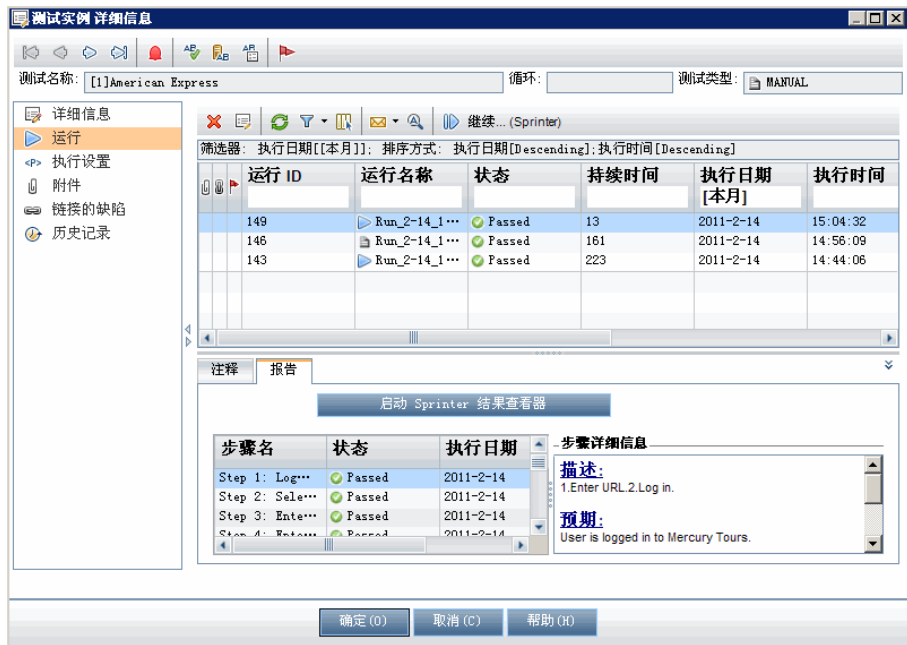 测试实例 详细信息
测试名称: [1]American Express 循环: 测试类型: MANUAL
详细信息
运行
执行设置
附件
链接的缺陷
历史记录
继续... (Sprinter)
筛选器: 执行日期[[本月]]; 排序方式: 执行日期[Descending];执行时间[Descending]
运行 ID 运行名称 状态 持续时间 执行日期 执行时间
[本月]
149 Run_2-14_1... Passed 13 2011-2-14 15:04:32
146 Run_2-14_1... Passed 161 2011-2-14 14:56:09
143 Run_2-14_1... Passed 223 2011-2-14 14:44:06
注释 报告
启动 Sprinter 结果查看器
步骤名 状态 执行日期
Step 1: Log... Passed 2011-2-14
Step 2: Sele... Passed 2011-2-14
Step 3: Ente... Passed 2011-2-14
Step 4: Ente... Passed 2011-2-14
步骤详细信息
描述:
1.Enter URL.2.Log in.
预期:
User is logged in to Mercury Tours.
确定(O) 取消(C) 帮助(H)